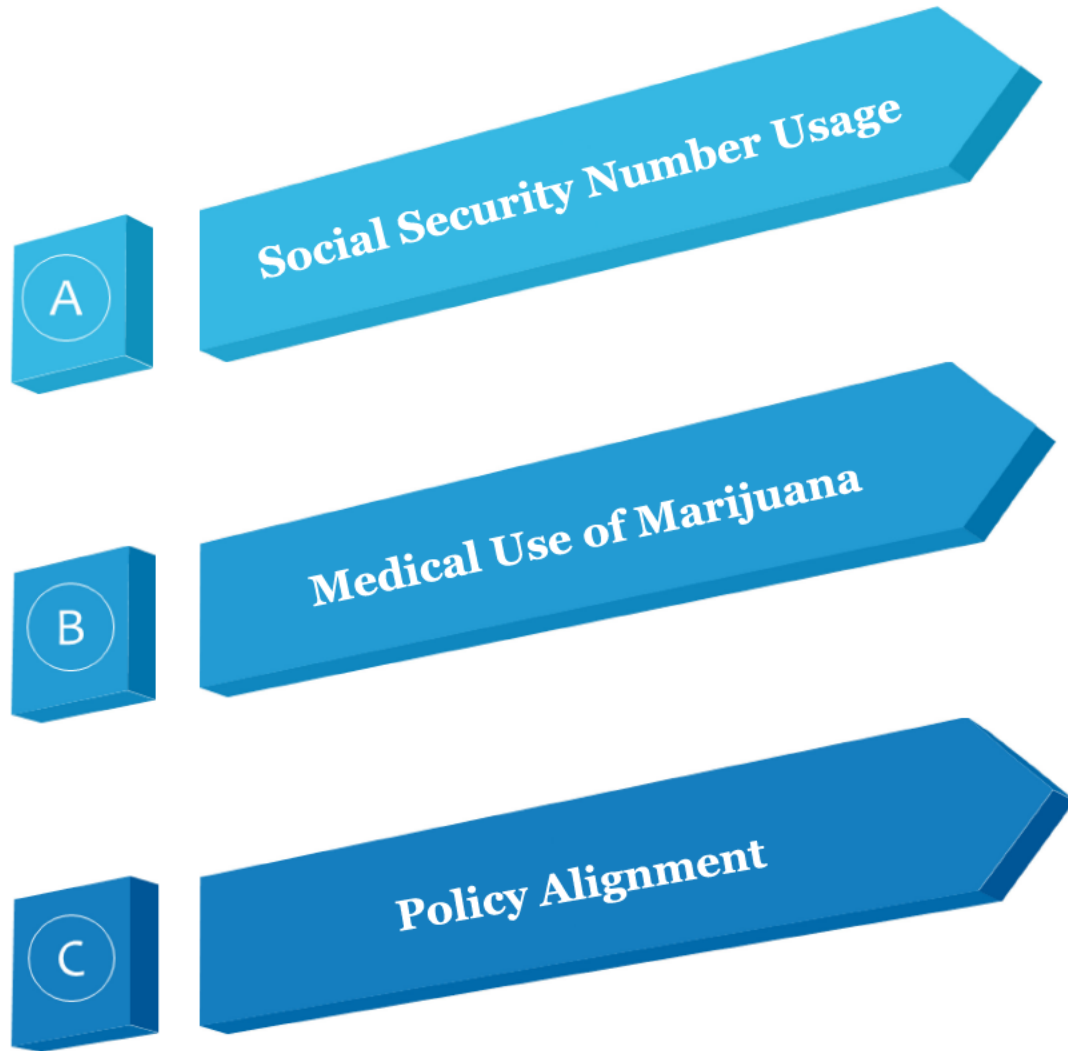 A
Social Security Number Usage
B
Medical Use of Marijuana
C
Policy Alignment